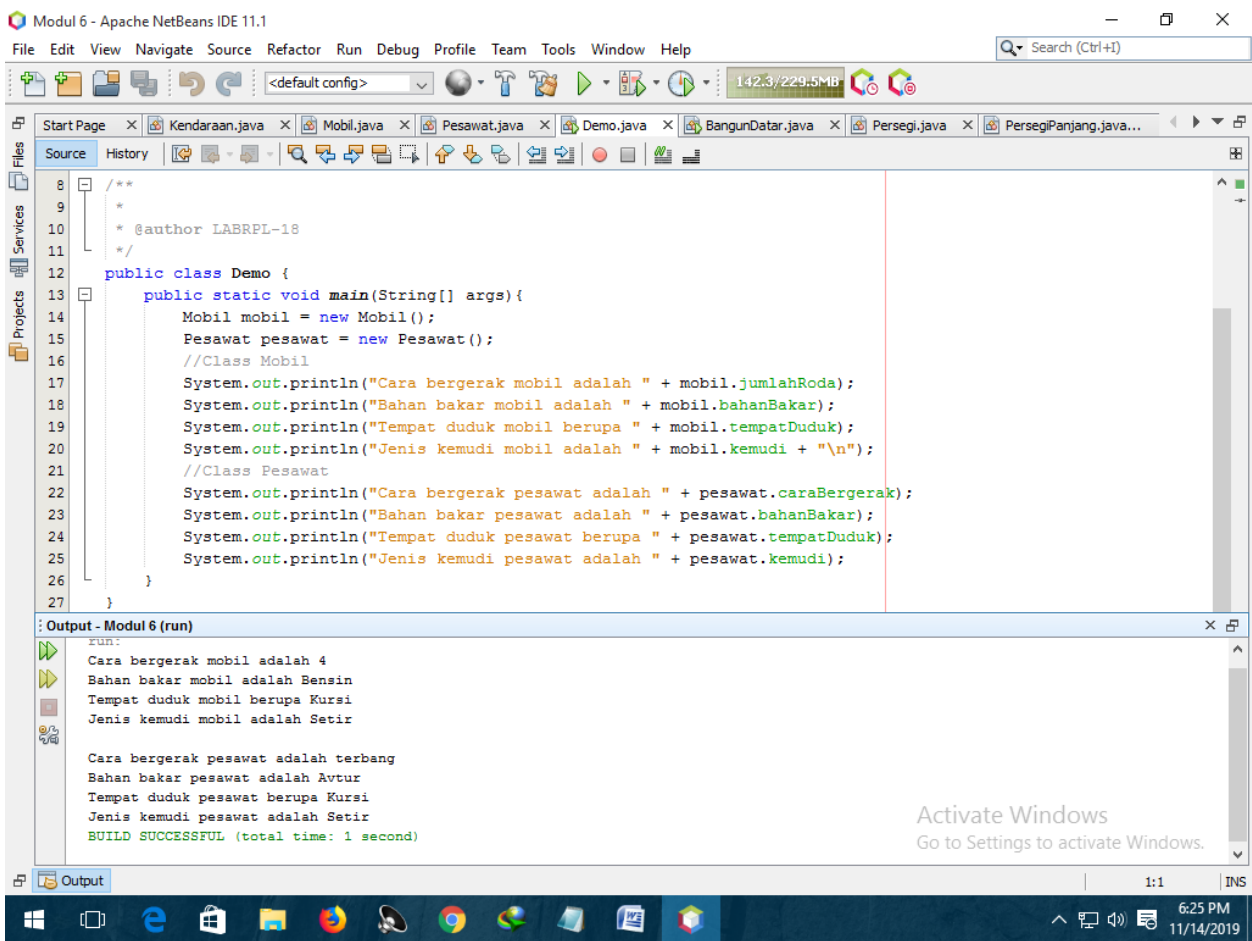 Modul 6 - Apache NetBeans IDE 11.1
File Edit View Navigate Source Refactor Run Debug Profile Team Tools Window Help
Search (Ctrl+I)
<default config>
142.3/229.5MB
Start Page Kendaraan.java Mobil.java Pesawat.java Demo.java BangunDatar.java Persegi.java PersegiPanjang.java...
Source History
Files
Services
Projects
8 /**
9 *
10 * @author LABRPL-18
11 */
12 public class Demo {
13 public static void main(String[] args){
14 Mobil mobil = new Mobil();
15 Pesawat pesawat = new Pesawat();
16 //Class Mobil
17 System.out.println("Cara bergerak mobil adalah " + mobil.jumlahRoda);
18 System.out.println("Bahan bakar mobil adalah " + mobil.bahanBakar);
19 System.out.println("Tempat duduk mobil berupa " + mobil.tempatDuduk);
20 System.out.println("Jenis kemudi mobil adalah " + mobil.kemudi + "\n");
21 //Class Pesawat
22 System.out.println("Cara bergerak pesawat adalah " + pesawat.caraBergerak);
23 System.out.println("Bahan bakar pesawat adalah " + pesawat.bahanBakar);
24 System.out.println("Tempat duduk pesawat berupa " + pesawat.tempatDuduk);
25 System.out.println("Jenis kemudi pesawat adalah " + pesawat.kemudi);
26 }
27 }
Output - Modul 6 (run)
run:
Cara bergerak mobil adalah 4
Bahan bakar mobil adalah Bensin
Tempat duduk mobil berupa Kursi
Jenis kemudi mobil adalah Setir
Cara bergerak pesawat adalah terbang
Bahan bakar pesawat adalah Avtur
Tempat duduk pesawat berupa Kursi
Jenis kemudi pesawat adalah Setir
BUILD SUCCESSFUL (total time: 1 second)
Activate Windows
Go to Settings to activate Windows.
Output
1:1 INS
6:25 PM
11/14/2019